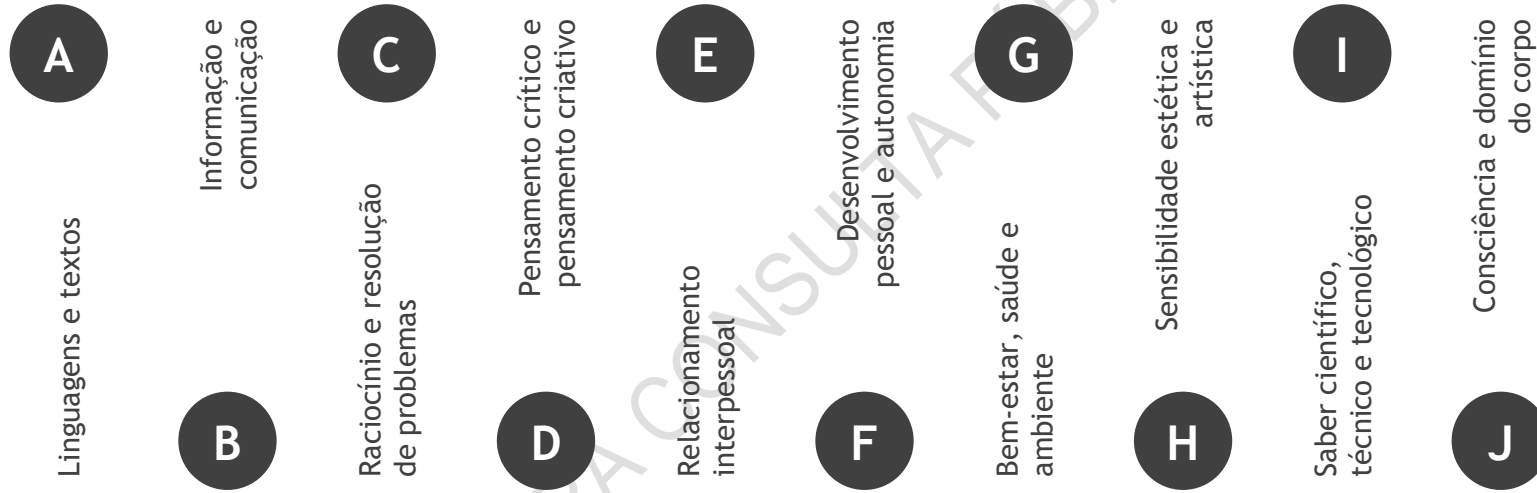 A
Linguagens e textos
Informação e
comunicação
B
C
Raciocínio e resolução
de problemas
Pensamento crítico e
pensamento criativo
D
E
Relacionamento
interpessoal
Desenvolvimento
pessoal e autonomia
F
G
Bem-estar, saúde e
ambiente
Sensibilidade estética e
artística
H
I
Saber científico,
técnico e tecnológico
Consciência e domínio
do corpo
J
CONSULTA